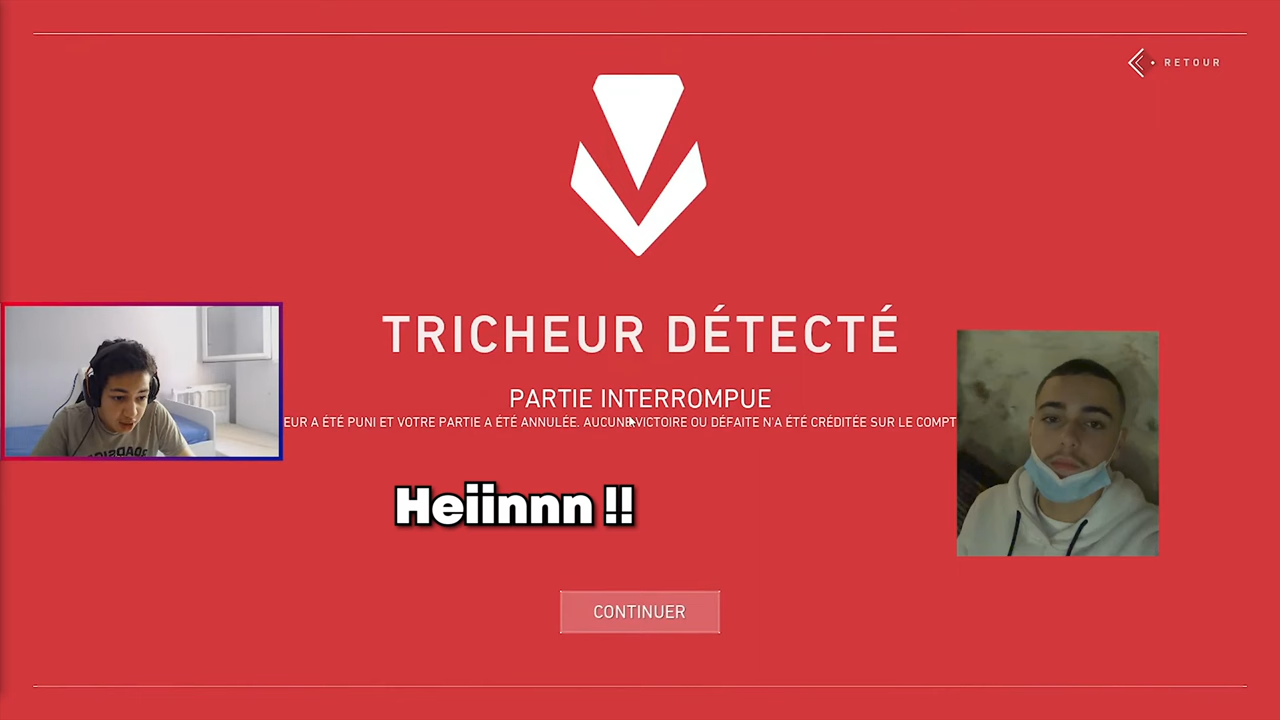 RETOUR
TRICHEUR DÉTECTÉ
PARTIE INTERROMPUE
EUR A ÉTÉ PUNI ET VOTRE PARTIE A ÉTÉ ANNULÉE. AUCUNE VICTOIRE OU DÉFAITE N'A ÉTÉ CRÉDITÉE SUR LE COMPT
Heiinnn !!
CONTINUER